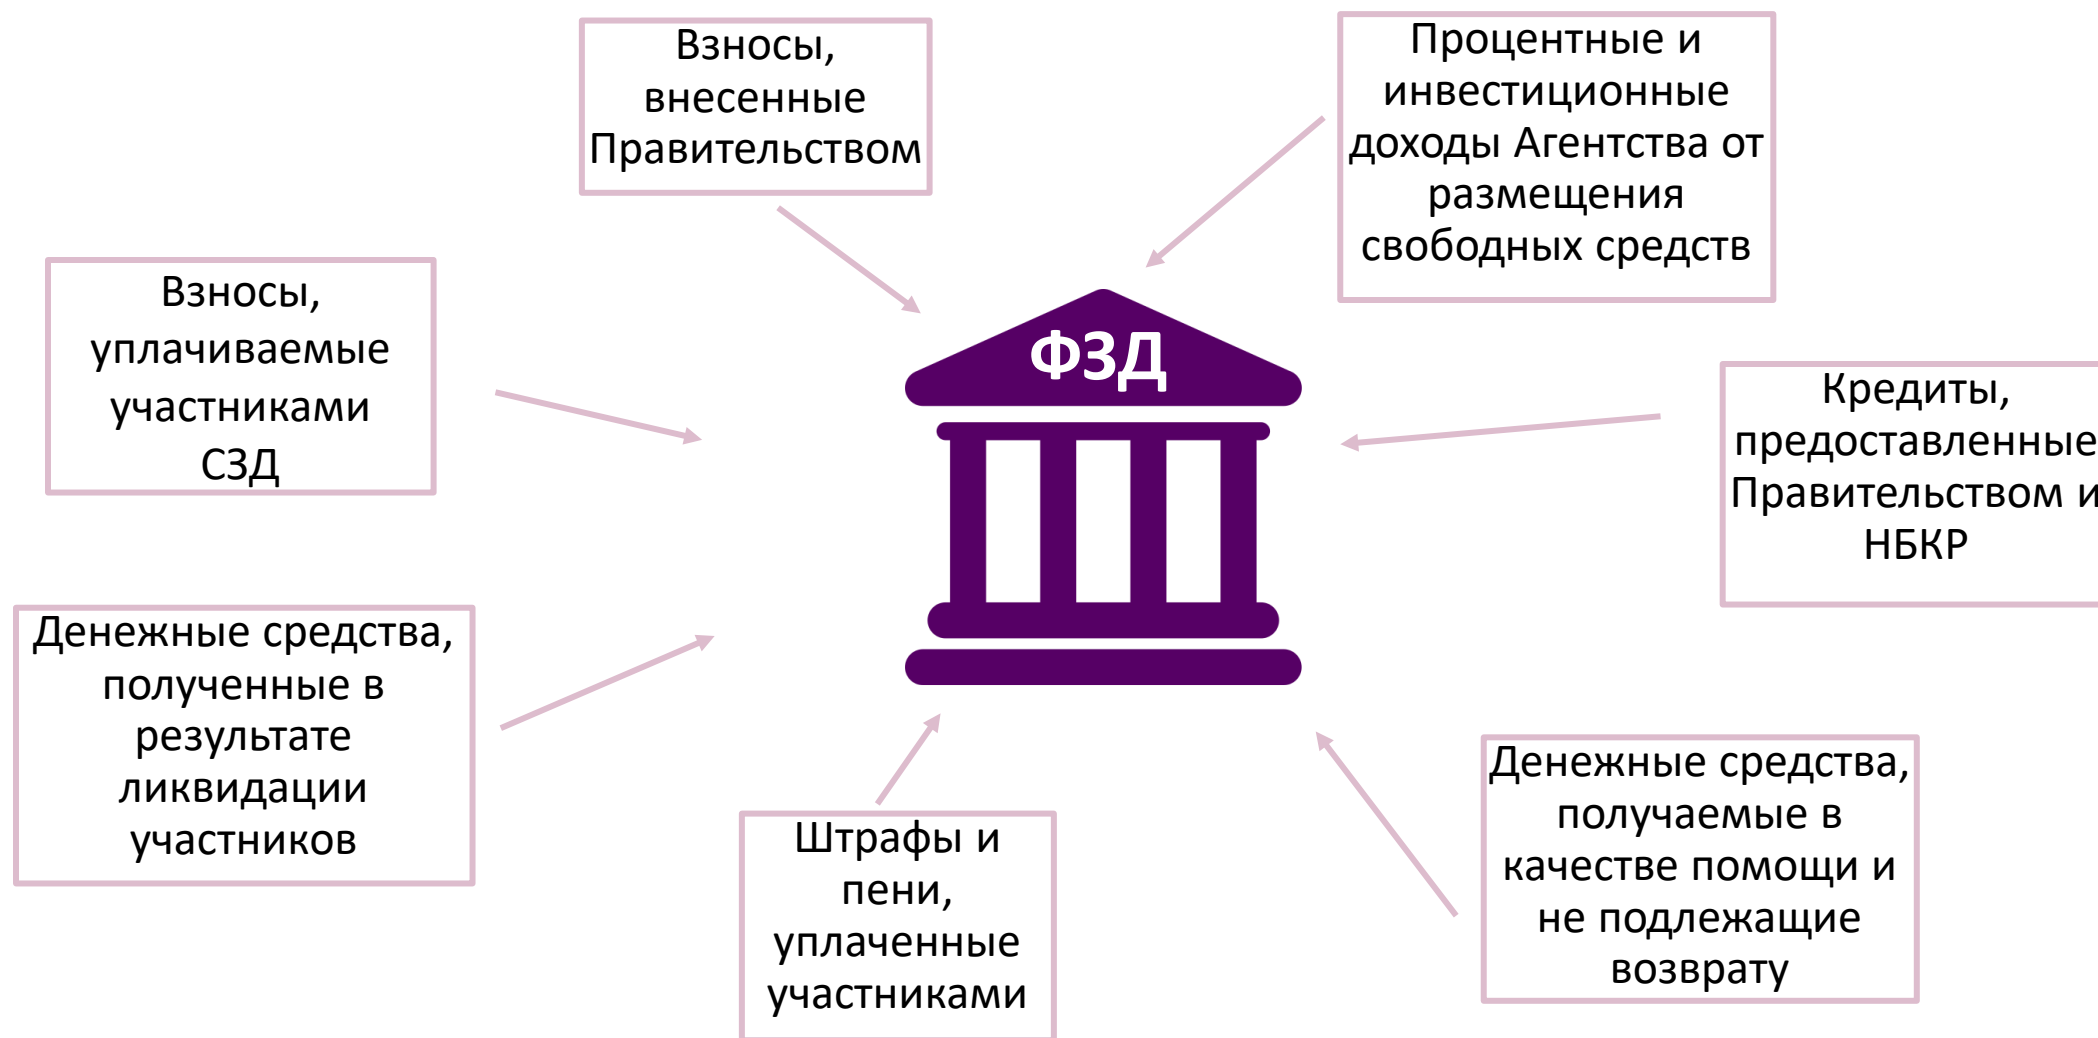 Взносы,
внесенные
Правительством
Процентные и
инвестиционные
доходы Агентства от
размещения
свободных средств
Взносы,
уплачиваемые
участниками
СЗД
ФЗД
Кредиты,
предоставленные
Правительством и
НБКР
Денежные средства,
полученные в
результате
ликвидации
участников
Штрафы и
пени,
уплаченные
участниками
Денежные средства,
получаемые в
качестве помощи и
не подлежащие
возврату